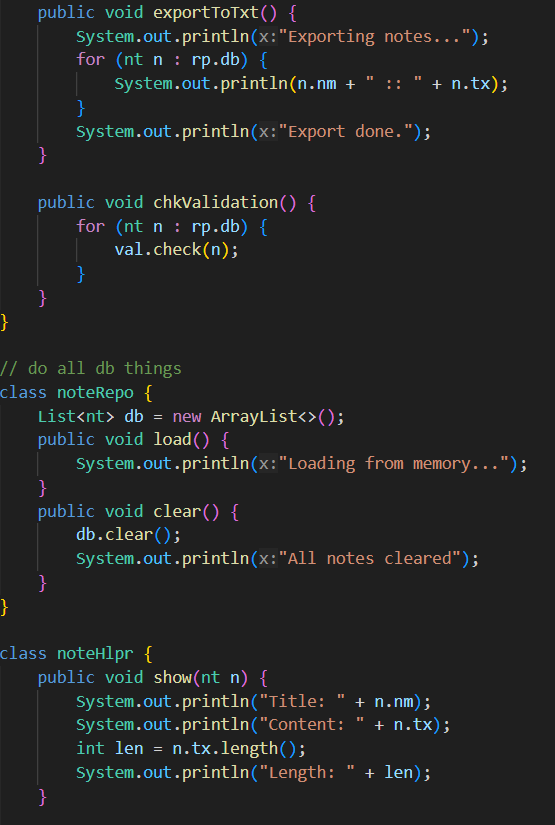 public void exportToTxt() {
        System.out.println(x:"Exporting notes...");
        for (nt n : rp.db) {
            System.out.println(n.nm + " :: " + n.tx);
        }
        System.out.println(x:"Export done.");
    }

    public void chkValidation() {
        for (nt n : rp.db) {
            val.check(n);
        }
    }
}

// do all db things
class noteRepo {
    List<nt> db = new ArrayList<>();
    public void load() {
        System.out.println(x:"Loading from memory...");
    }
    public void clear() {
        db.clear();
        System.out.println(x:"All notes cleared");
    }
}

class noteHlpr {
    public void show(nt n) {
        System.out.println("Title: " + n.nm);
        System.out.println("Content: " + n.tx);
        int len = n.tx.length();
        System.out.println("Length: " + len);
    }